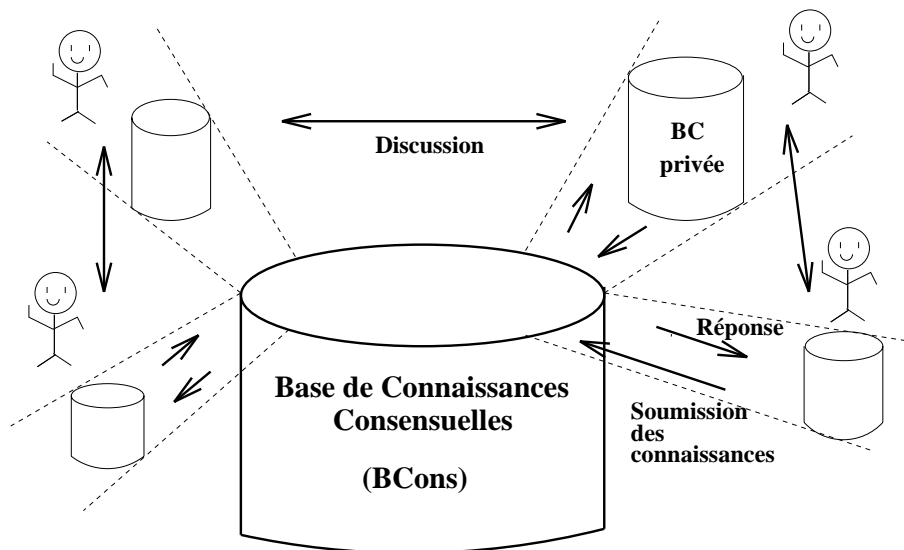 BC
privée
Discussion
Réponse
Base de Connaissances
Consensuelles
(BCons)
Soumission
des
connaissances